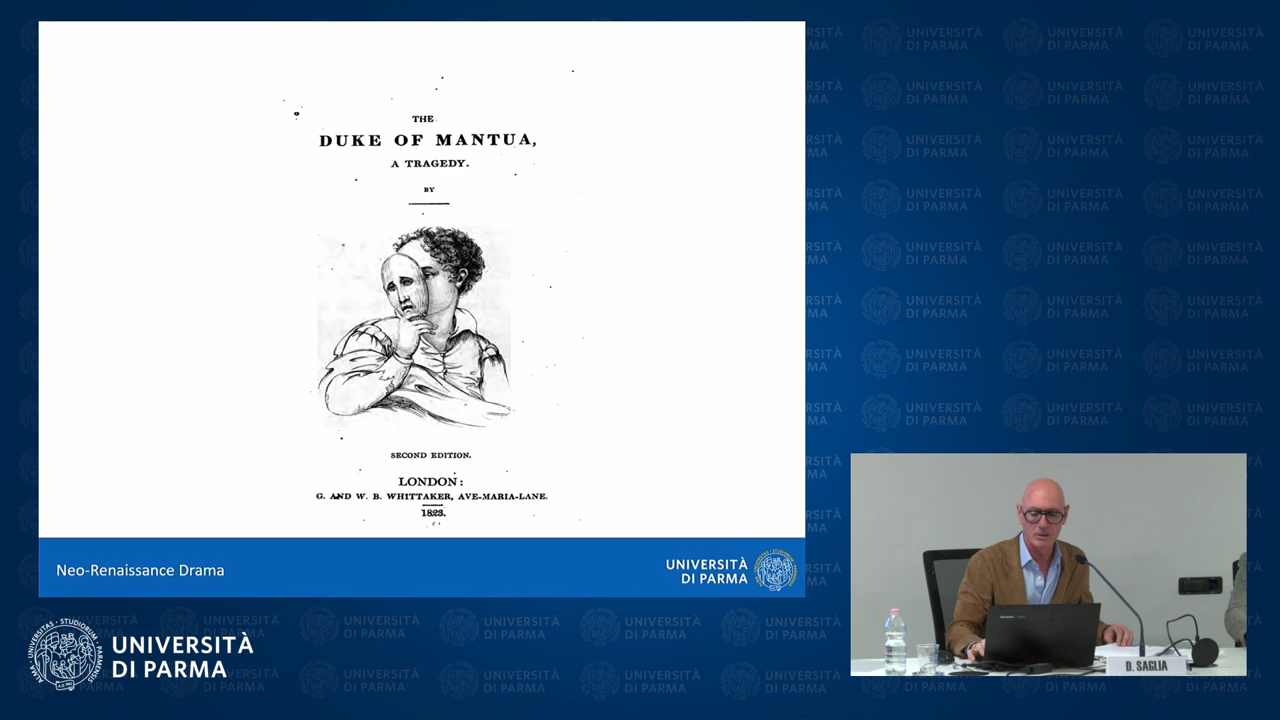 THE
DUKE OF MANTUA,
A TRAGEDY.
BY
SECOND EDITION.
LONDON:
G. AND W. B. WHITTAKER, AVE-MARIA-LANE.
1823.
Neo-Renaissance Drama
UNIVERSITÀ
DI PARMA
UNIVERSITÀ
DI PARMA
D. SAGLIA